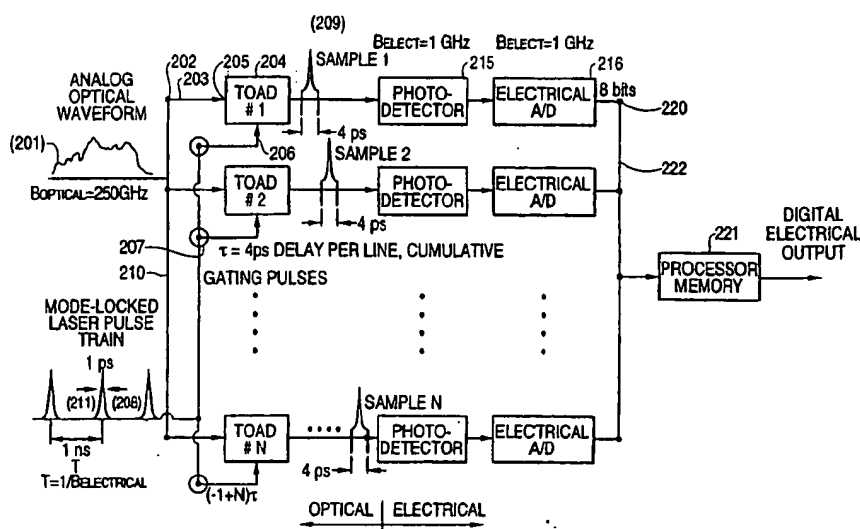 (209)
BELECT=1 GHz
BELECT=1 GHz
202
203
205
204
SAMPLE 1
215
216
ANALOG
OPTICAL
WAVEFORM
TOAD
# 1
PHOTO-
DETECTOR
ELECTRICAL
A/D
8 bits
220
(201)
4 ps
206
SAMPLE 2
222
BOPTICAL=250GHz
TOAD
# 2
PHOTO-
DETECTOR
ELECTRICAL
A/D
4 ps
207
τ = 4ps DELAY PER LINE, CUMULATIVE
210
GATING PULSES
221
DIGITAL
ELECTRICAL
OUTPUT
PROCESSOR
MEMORY
MODE-LOCKED
LASER PULSE
TRAIN
1 ps
(211)
(208)
SAMPLE N
TOAD
# N
PHOTO-
DETECTOR
ELECTRICAL
A/D
1 ns
4 ps
T
T=1/BELECTRICAL
(-1+N)τ
OPTICAL
ELECTRICAL